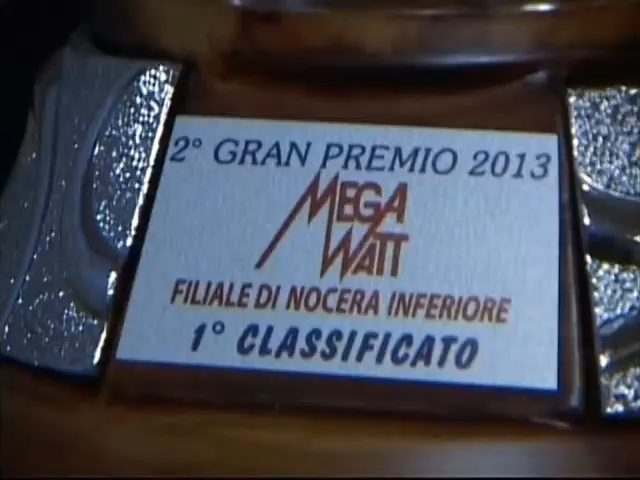 2° GRAN PREMIO 2013
MEGA
WATT
FILIALE DI NOCERA INFERIORE
1° CLASSIFICATO